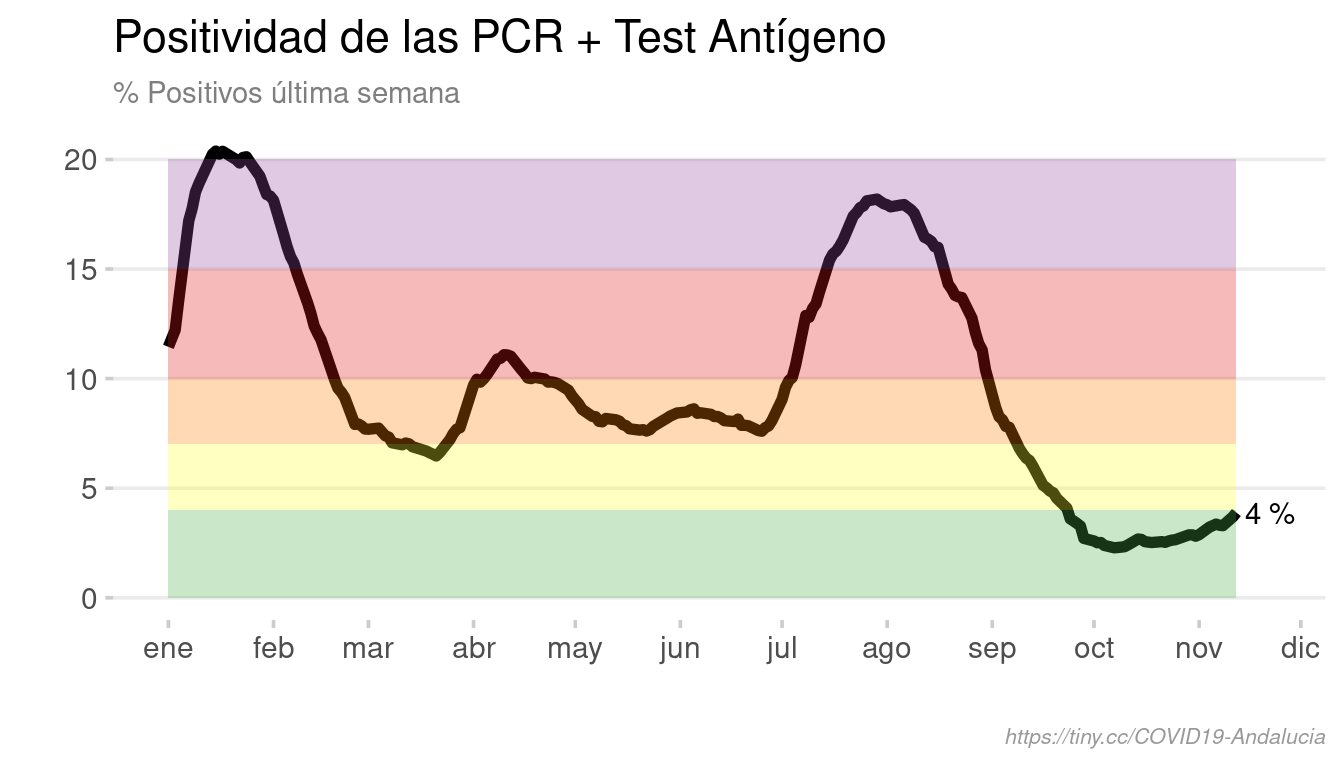 Positividad de las PCR + Test Antígeno
% Positivos última semana
20
15
10
5
0
4 %
ene feb mar abr may jun jul ago sep oct nov dic
https://tiny.cc/COVID19-Andalucia